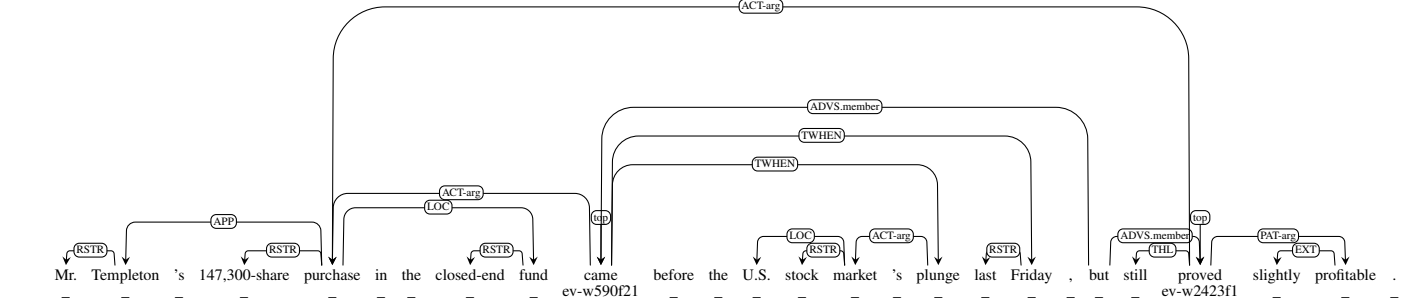 ACT-arg
ADVS.member
TWHEN
TWHEN
ACT-arg
LOC
APP top top
RSTR RSTR RSTR LOC RSTR ACT-arg RSTR ADVS.member THL PAT-arg EXT
Mr. Templeton 's 147,300-share purchase in the closed-end fund came before the U.S. stock market 's plunge last Friday , but still proved slightly profitable .
_ _ _ _ _ _ _ _ _ ev-w590f21 _ _ _ _ _ _ _ _ _ _ _ _ ev-w2423f1 _ _ _